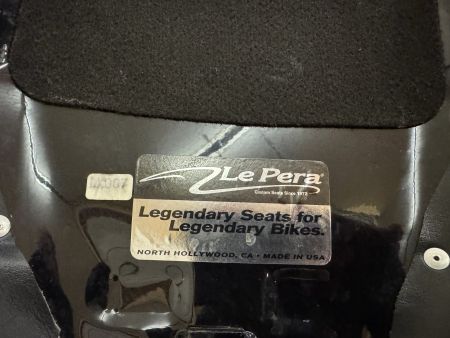 Le Pera®
Custom Seats Since 1972
Legendary Seats for
Legendary Bikes.
NORTH HOLLYWOOD, CA • MADE IN USA